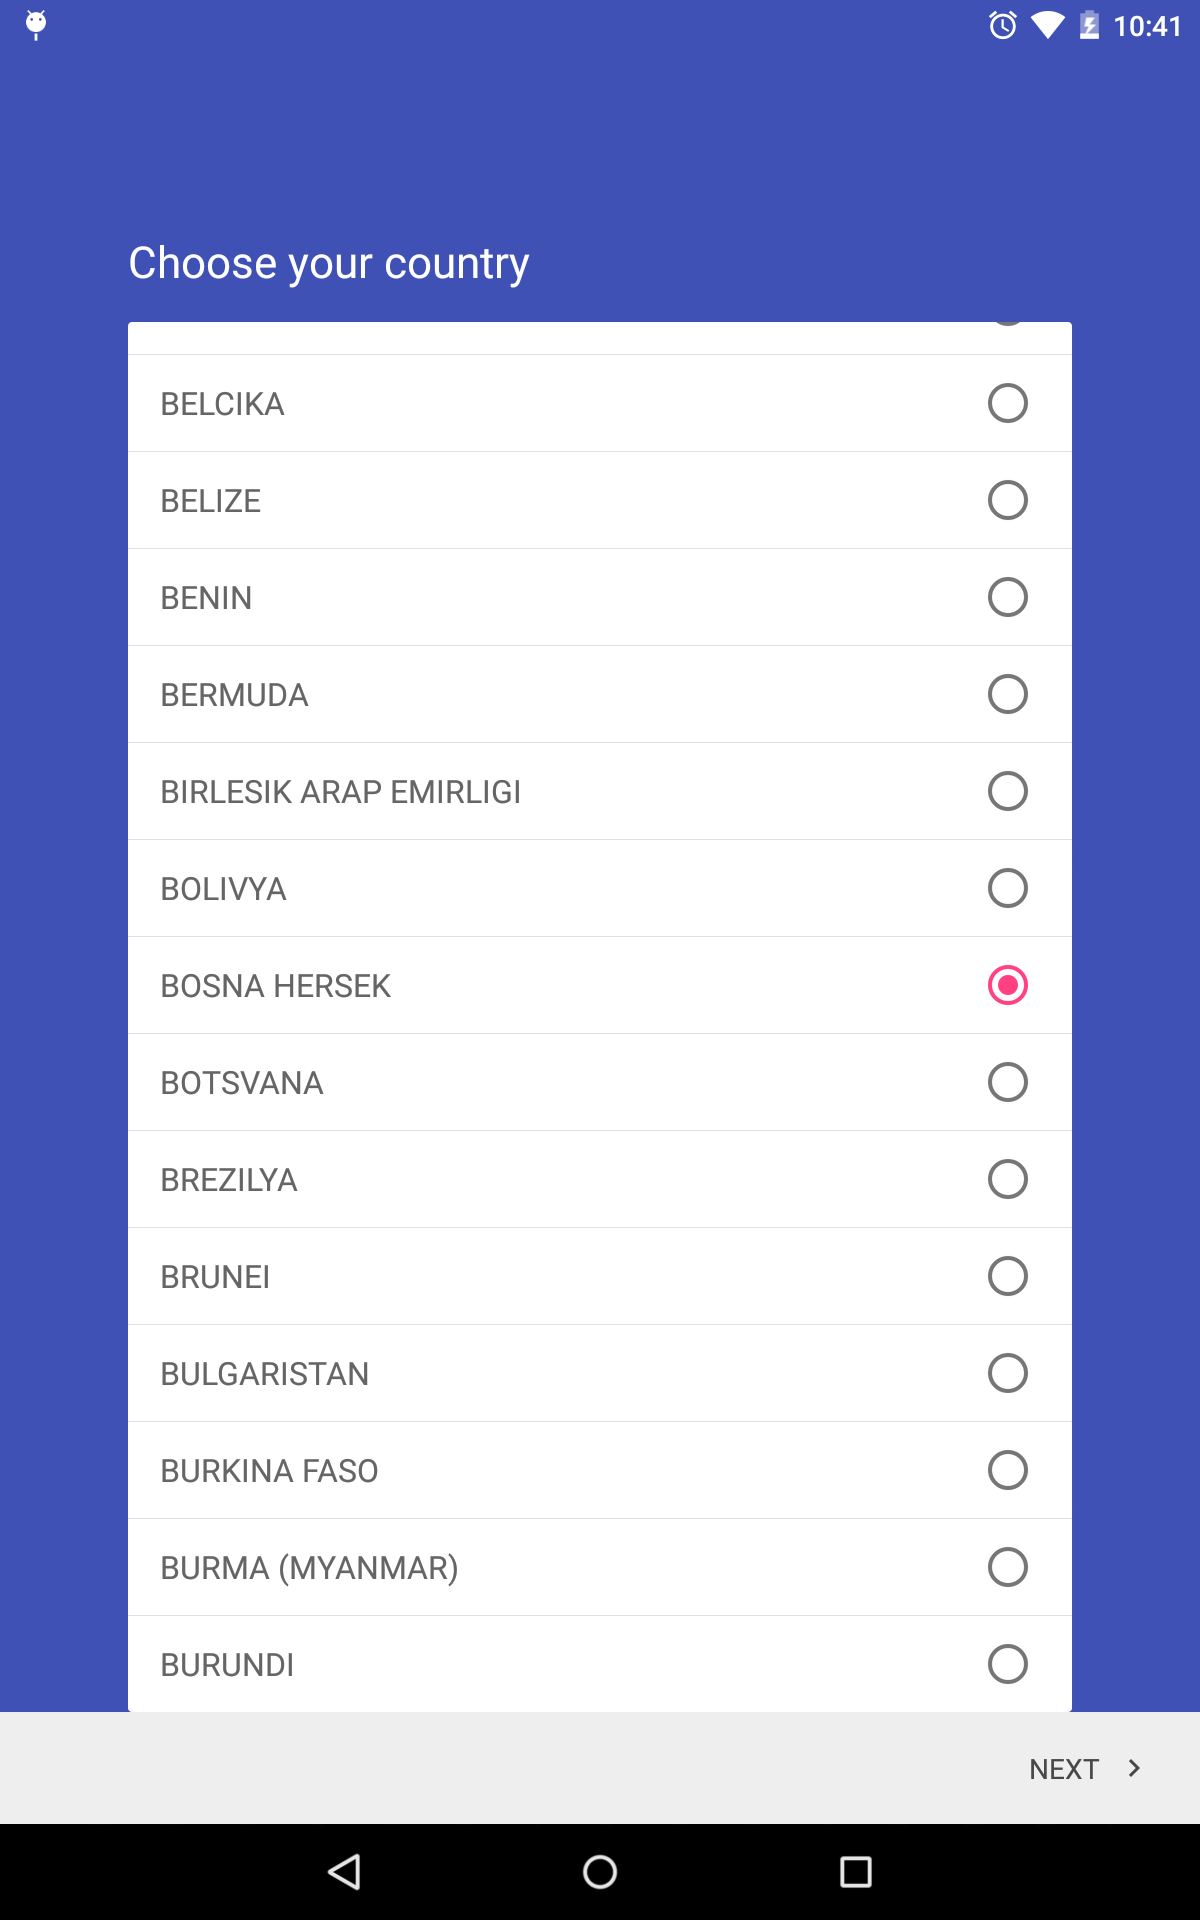 10:41
Choose your country
BELCIKA
BELIZE
BENIN
BERMUDA
BIRLESIK ARAP EMIRLIGI
BOLIVYA
BOSNA HERSEK
BOTSVANA
BREZILYA
BRUNEI
BULGARISTAN
BURKINA FASO
BURMA (MYANMAR)
BURUNDI
NEXT